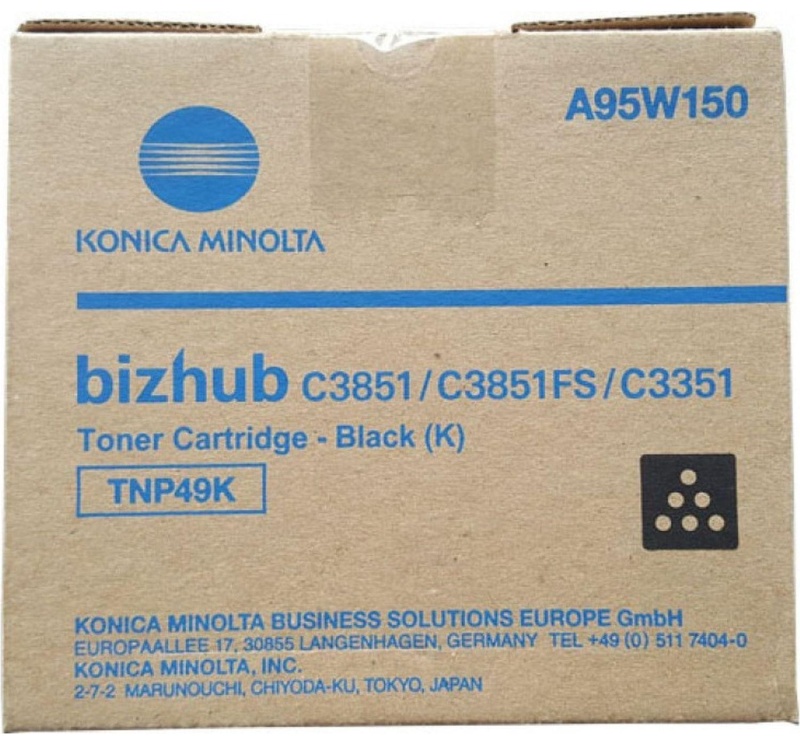 A95W150
KONICA MINOLTA
bizhub C3851/C3851FS/C3351
Toner Cartridge - Black (K)
TNP49K
KONICA MINOLTA BUSINESS SOLUTIONS EUROPE GmbH
EUROPAALLEE 17, 30855 LANGENHAGEN, GERMANY TEL +49 (0) 511 7404-0
KONICA MINOLTA, INC.
2-7-2 MARUNOUCHI, CHIYODA-KU, TOKYO, JAPAN